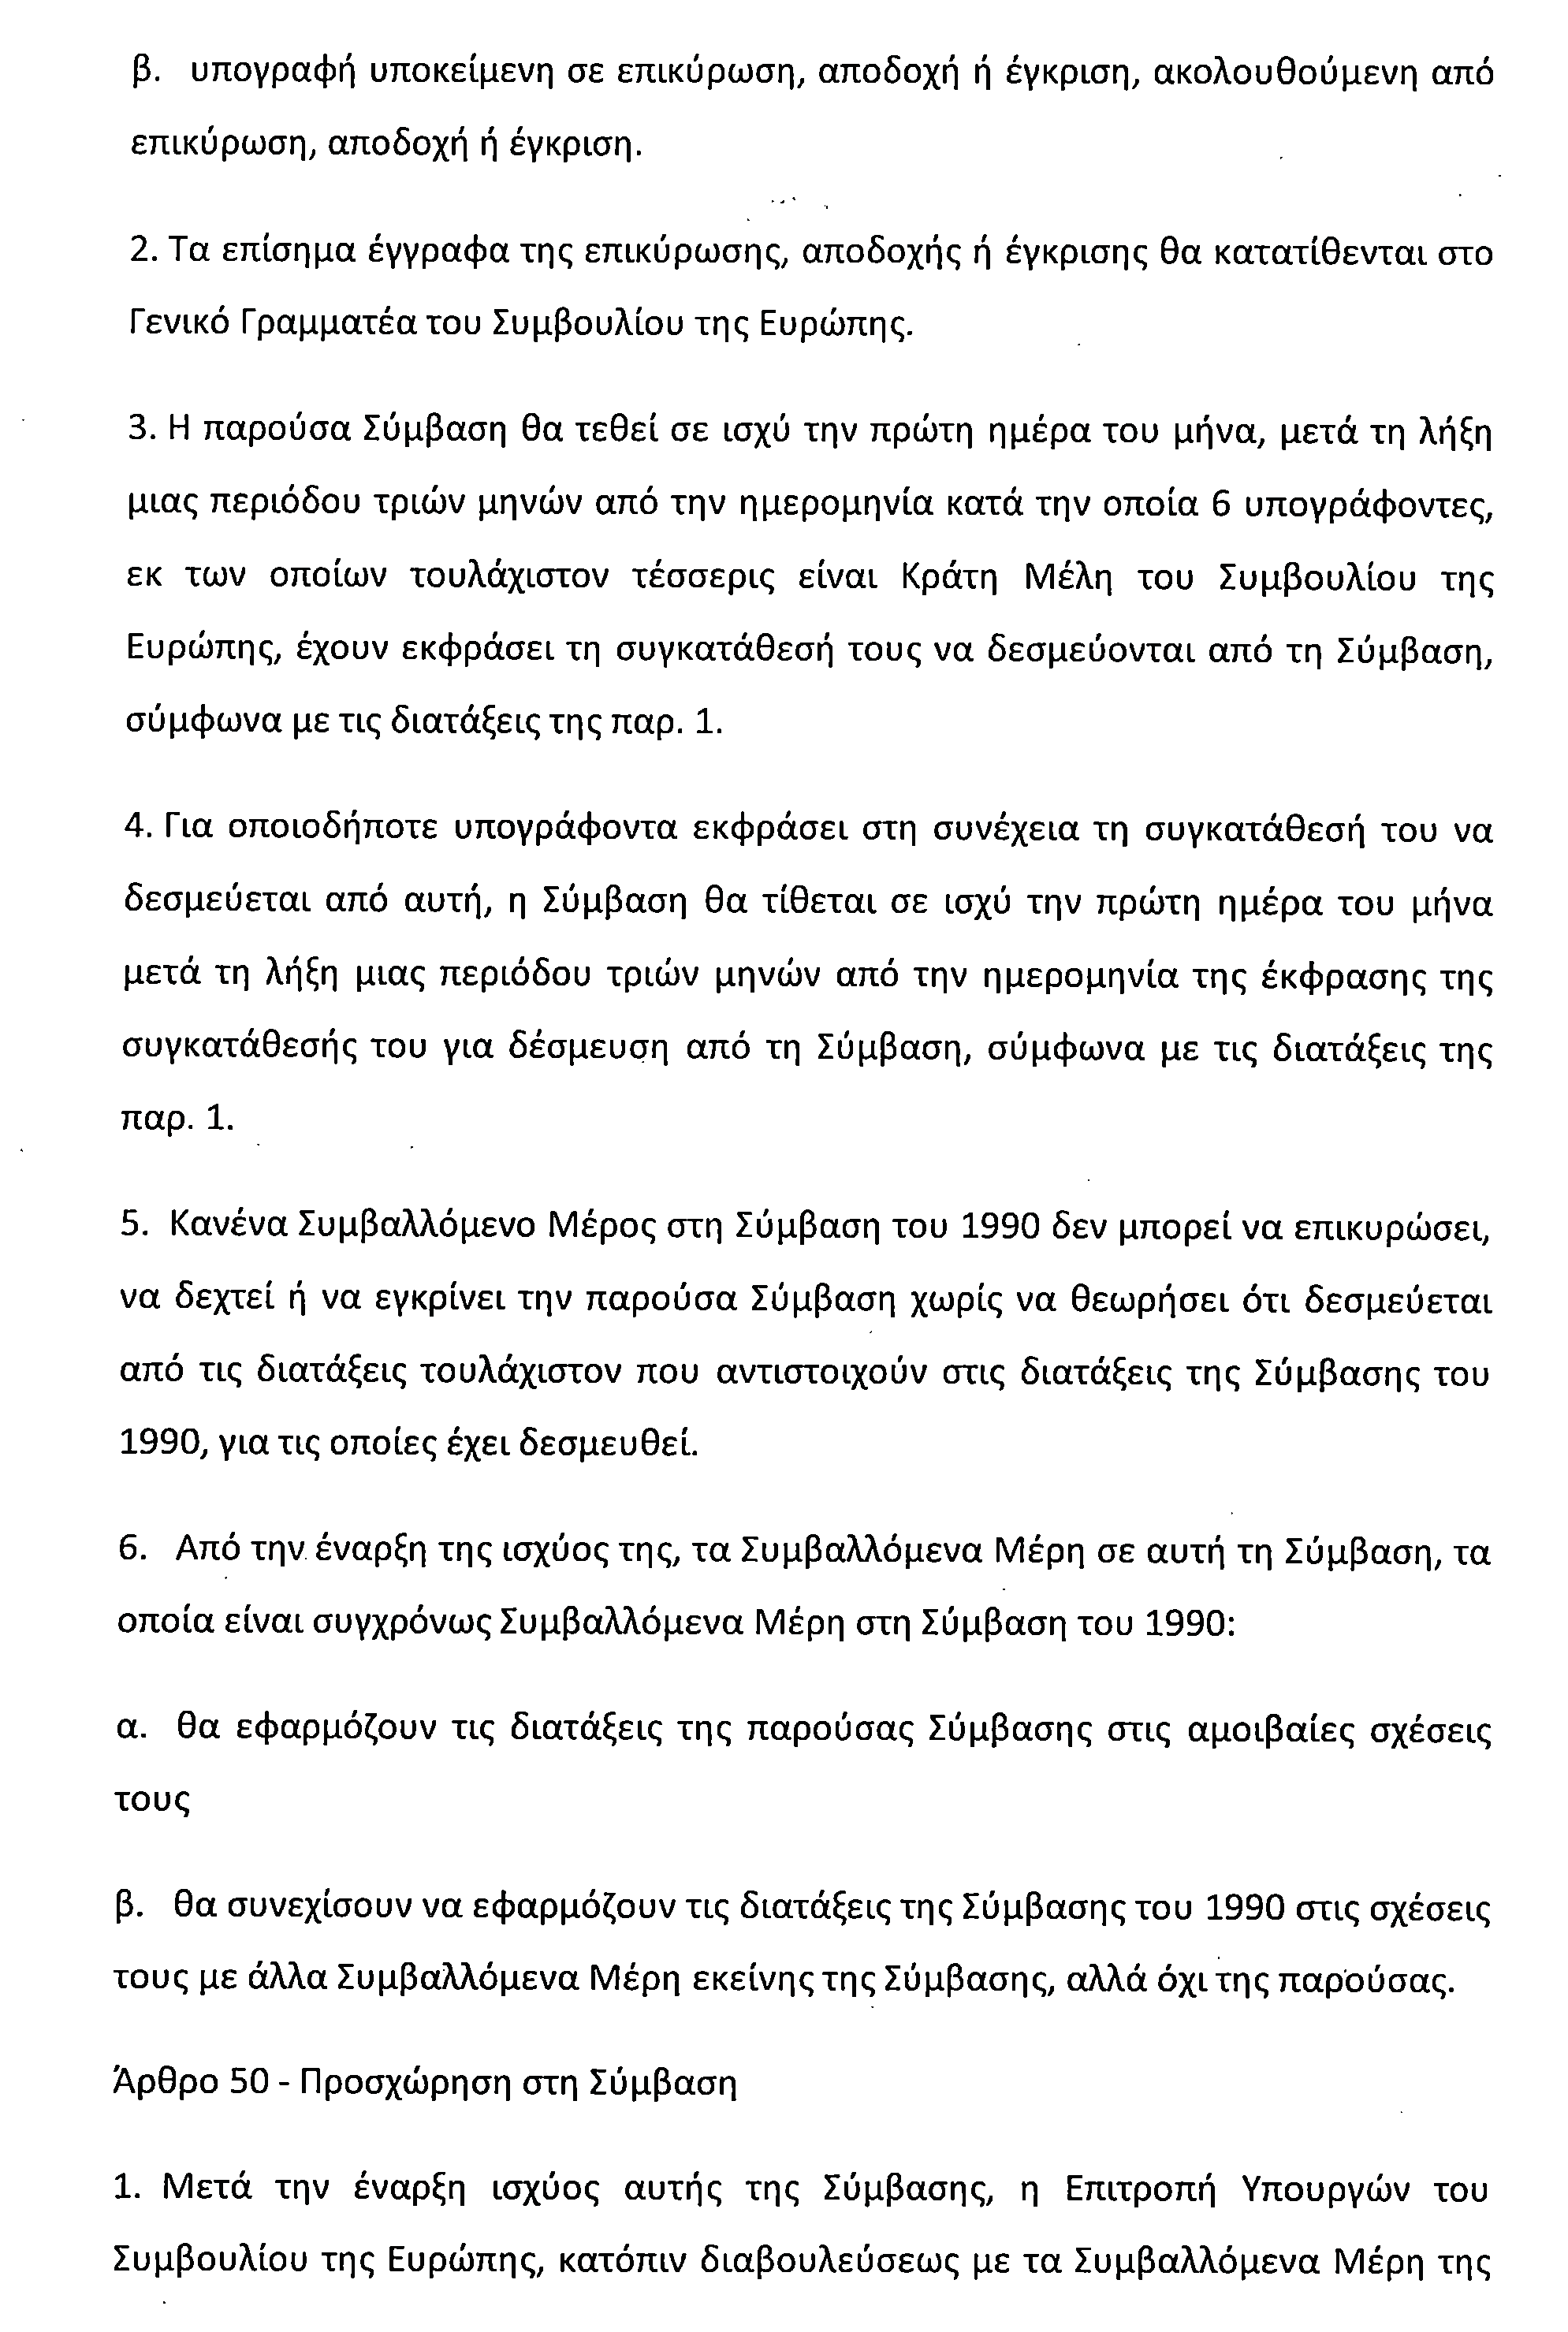 β. υπογραφή υποκείμενη σε επικύρωση, αποδοχή ή έγκριση, ακολουθούμενη από
επικύρωση, αποδοχή ή έγκριση.
2. Τα επίσημα έγγραφα της επικύρωσης, αποδοχής ή έγκρισης θα κατατίθενται στο
Γενικό Γραμματέα του Συμβουλίου της Ευρώπης.
3. Η παρούσα Σύμβαση θα τεθεί σε ισχύ την πρώτη ημέρα του μήνα, μετά τη λήξη
μιας περιόδου τριών μηνών από την ημερομηνία κατά την οποία 6 υπογράφοντες,
εκ των οποίων τουλάχιστον τέσσερις είναι Κράτη Μέλη του Συμβουλίου της
Ευρώπης, έχουν εκφράσει τη συγκατάθεσή τους να δεσμεύονται από τη Σύμβαση,
σύμφωνα με τις διατάξεις της παρ. 1.
4. Για οποιοδήποτε υπογράφοντα εκφράσει στη συνέχεια τη συγκατάθεσή του να
δεσμεύεται από αυτή, η Σύμβαση θα τίθεται σε ισχύ την πρώτη ημέρα του μήνα
μετά τη λήξη μιας περιόδου τριών μηνών από την ημερομηνία της έκφρασης της
συγκατάθεσής του για δέσμευση από τη Σύμβαση, σύμφωνα με τις διατάξεις της
παρ. 1.
5. Κανένα Συμβαλλόμενο Μέρος στη Σύμβαση του 1990 δεν μπορεί να επικυρώσει,
να δεχτεί ή να εγκρίνει την παρούσα Σύμβαση χωρίς να θεωρήσει ότι δεσμεύεται
από τις διατάξεις τουλάχιστον που αντιστοιχούν στις διατάξεις της Σύμβασης του
1990, για τις οποίες έχει δεσμευθεί.
6. Από την έναρξη της ισχύος της, τα Συμβαλλόμενα Μέρη σε αυτή τη Σύμβαση, τα
οποία είναι συγχρόνως Συμβαλλόμενα Μέρη στη Σύμβαση του 1990:
α. θα εφαρμόζουν τις διατάξεις της παρούσας Σύμβασης στις αμοιβαίες σχέσεις
τους
β. θα συνεχίσουν να εφαρμόζουν τις διατάξεις της Σύμβασης του 1990 στις σχέσεις
τους με άλλα Συμβαλλόμενα Μέρη εκείνης της Σύμβασης, αλλά όχι της παρούσας.
Άρθρο 50 - Προσχώρηση στη Σύμβαση
1. Μετά την έναρξη ισχύος αυτής της Σύμβασης, η Επιτροπή Υπουργών του
Συμβουλίου της Ευρώπης, κατόπιν διαβουλεύσεως με τα Συμβαλλόμενα Μέρη της